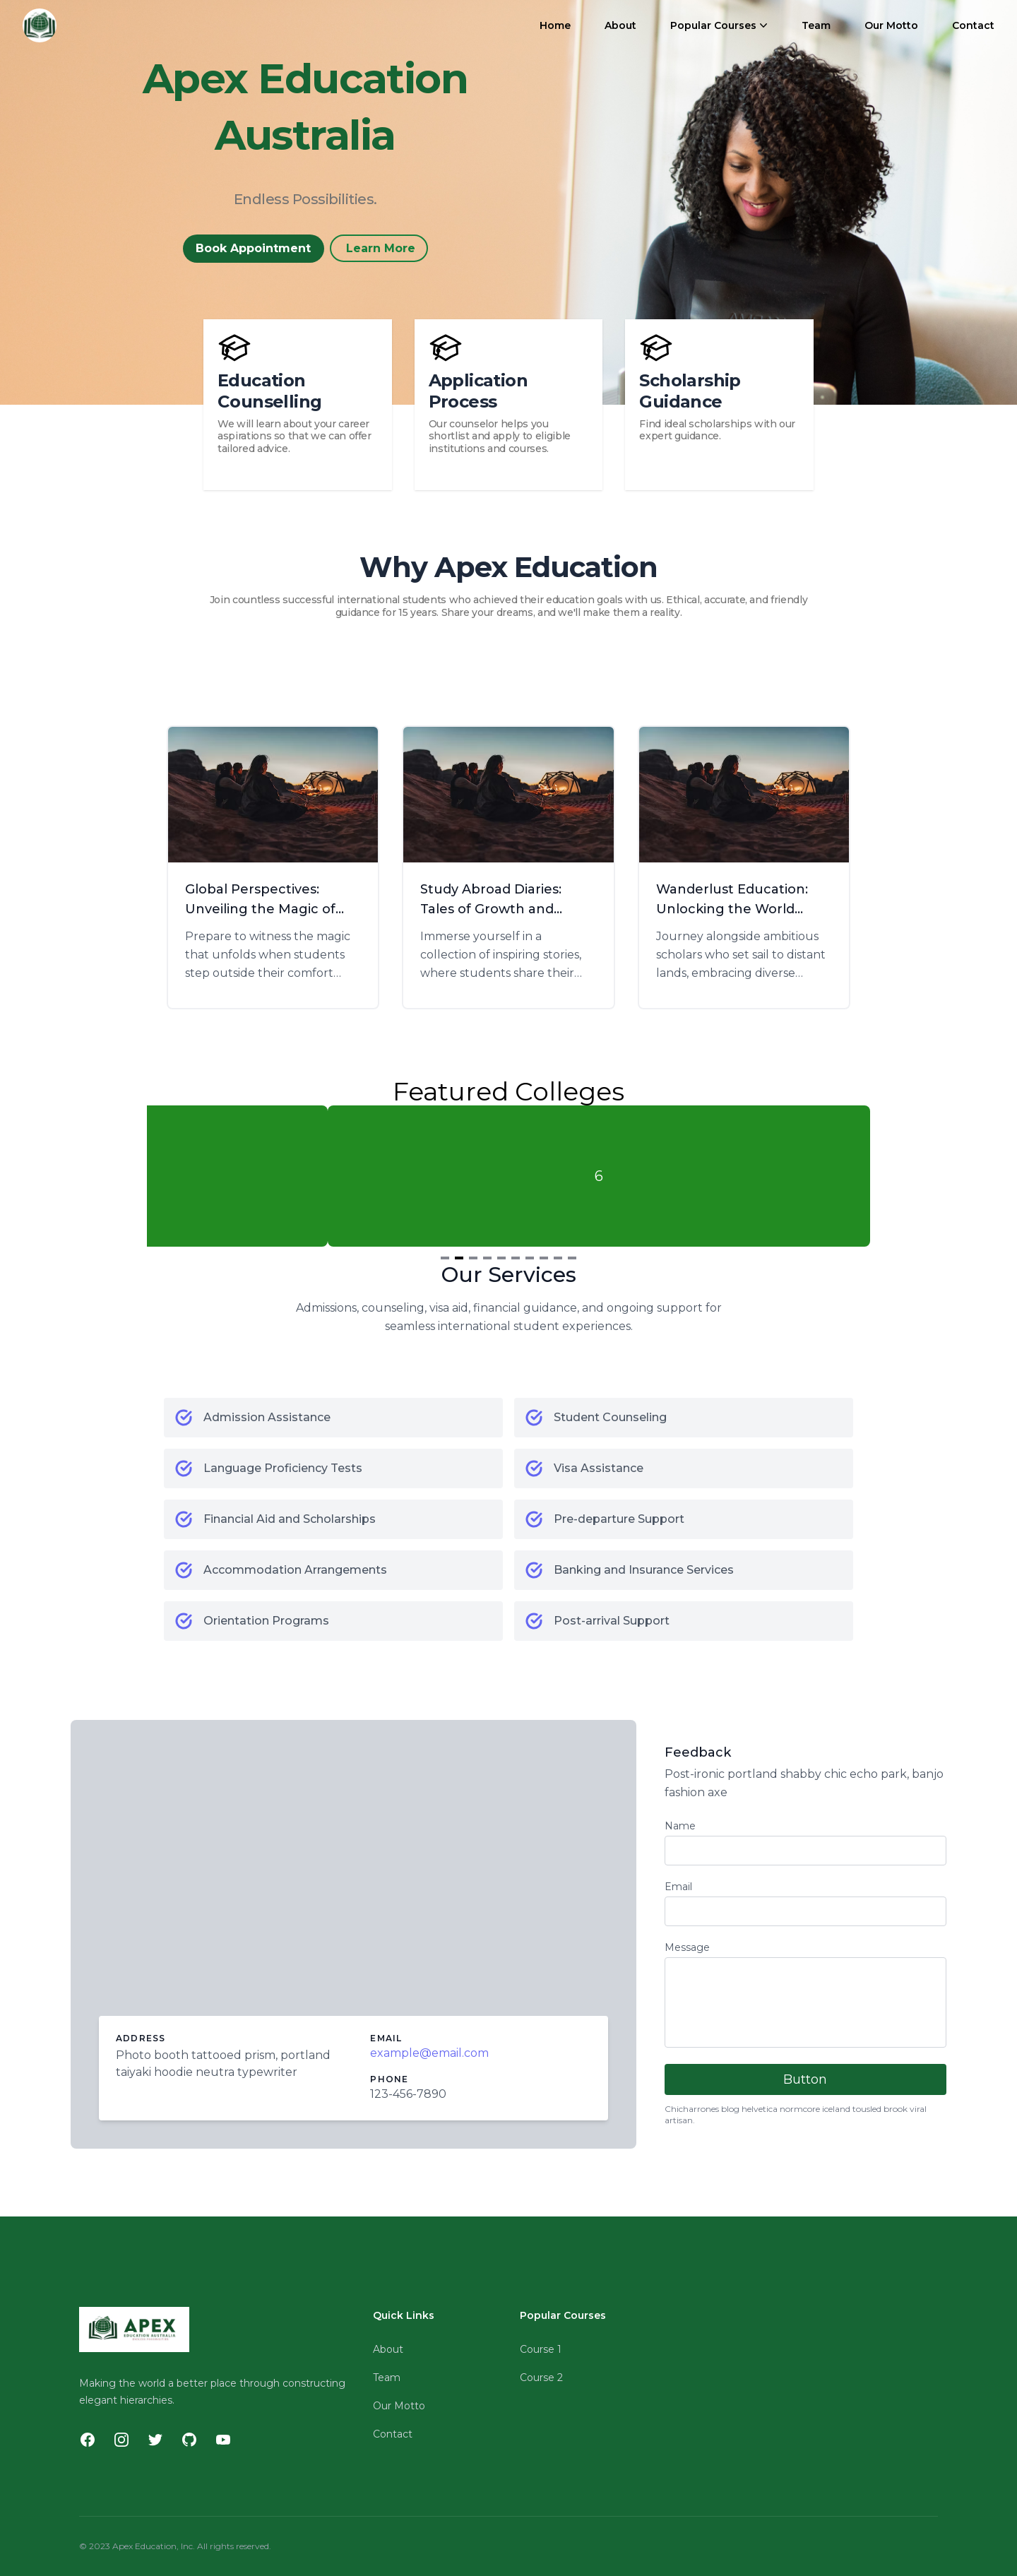 Home About Popular Courses Team Our Motto Contact
Apex Education
Australia
Endless Possibilities.
Book Appointment Learn More
Education
Counselling
We will learn about your career
aspirations so that we can offer
tailored advice.
Application
Process
Our counselor helps you
shortlist and apply to eligible
institutions and courses.
Scholarship
Guidance
Find ideal scholarships with our
expert guidance.
Why Apex Education
Join countless successful international students who achieved their education goals with us. Ethical, accurate, and friendly
guidance for 15 years. Share your dreams, and we'll make them a reality.
Global Perspectives:
Unveiling the Magic of...
Prepare to witness the magic
that unfolds when students
step outside their comfort...
Study Abroad Diaries:
Tales of Growth and...
Immerse yourself in a
collection of inspiring stories,
where students share their...
Wanderlust Education:
Unlocking the World...
Journey alongside ambitious
scholars who set sail to distant
lands, embracing diverse...
Featured Colleges
6
Our Services
Admissions, counseling, visa aid, financial guidance, and ongoing support for
seamless international student experiences.
Admission Assistance
Student Counseling
Language Proficiency Tests
Visa Assistance
Financial Aid and Scholarships
Pre-departure Support
Accommodation Arrangements
Banking and Insurance Services
Orientation Programs
Post-arrival Support
ADDRESS
Photo booth tattooed prism, portland
taiyaki hoodie neutra typewriter
EMAIL
example@email.com
PHONE
123-456-7890
Feedback
Post-ironic portland shabby chic echo park, banjo
fashion axe
Name
Email
Message
Button
Chicharrones blog helvetica normcore iceland tousled brook viral
artisan.
APEX
EDUCATION AUSTRALIA
Making the world a better place through constructing
elegant hierarchies.
Quick Links
About
Team
Our Motto
Contact
Popular Courses
Course 1
Course 2
© 2023 Apex Education, Inc. All rights reserved.